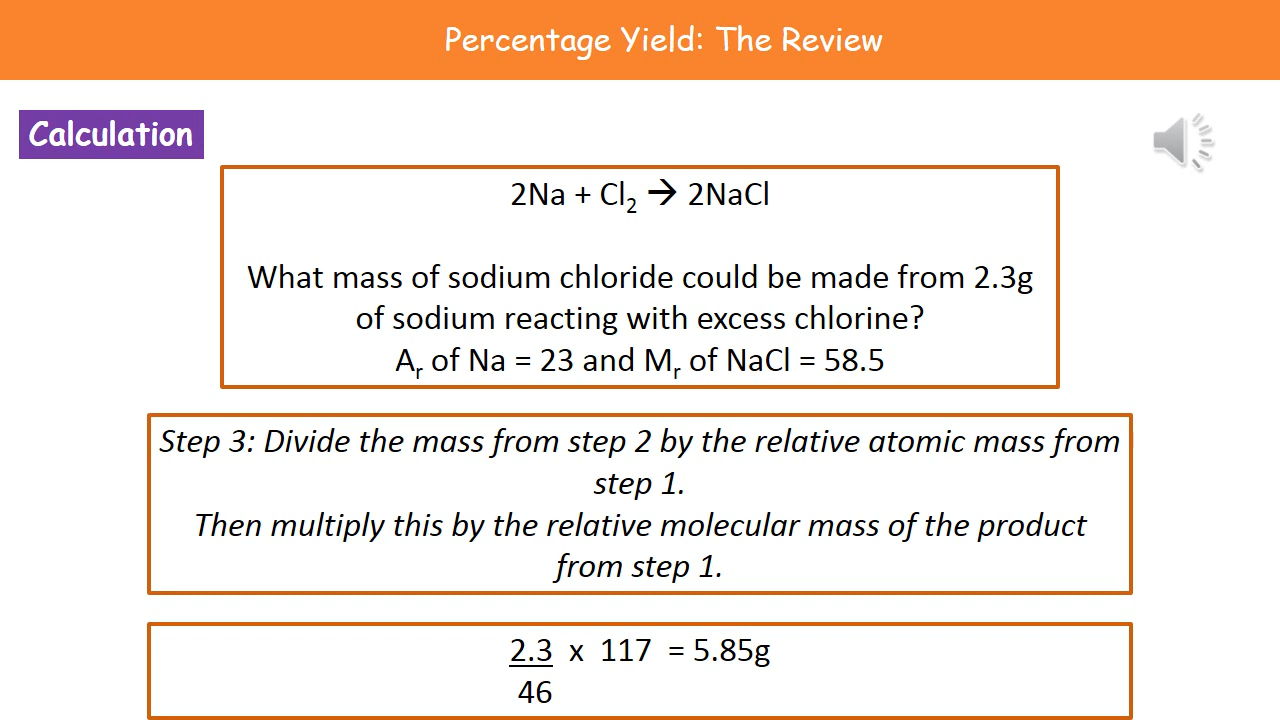 Percentage Yield: The Review
Calculation
2Na + Cl₂ → 2NaCl
What mass of sodium chloride could be made from 2.3g
of sodium reacting with excess chlorine?
Aᵣ of Na = 23 and Mᵣ of NaCl = 58.5
Step 3: Divide the mass from step 2 by the relative atomic mass from
step 1.
Then multiply this by the relative molecular mass of the product
from step 1.
2.3 x 117 = 5.85g
46